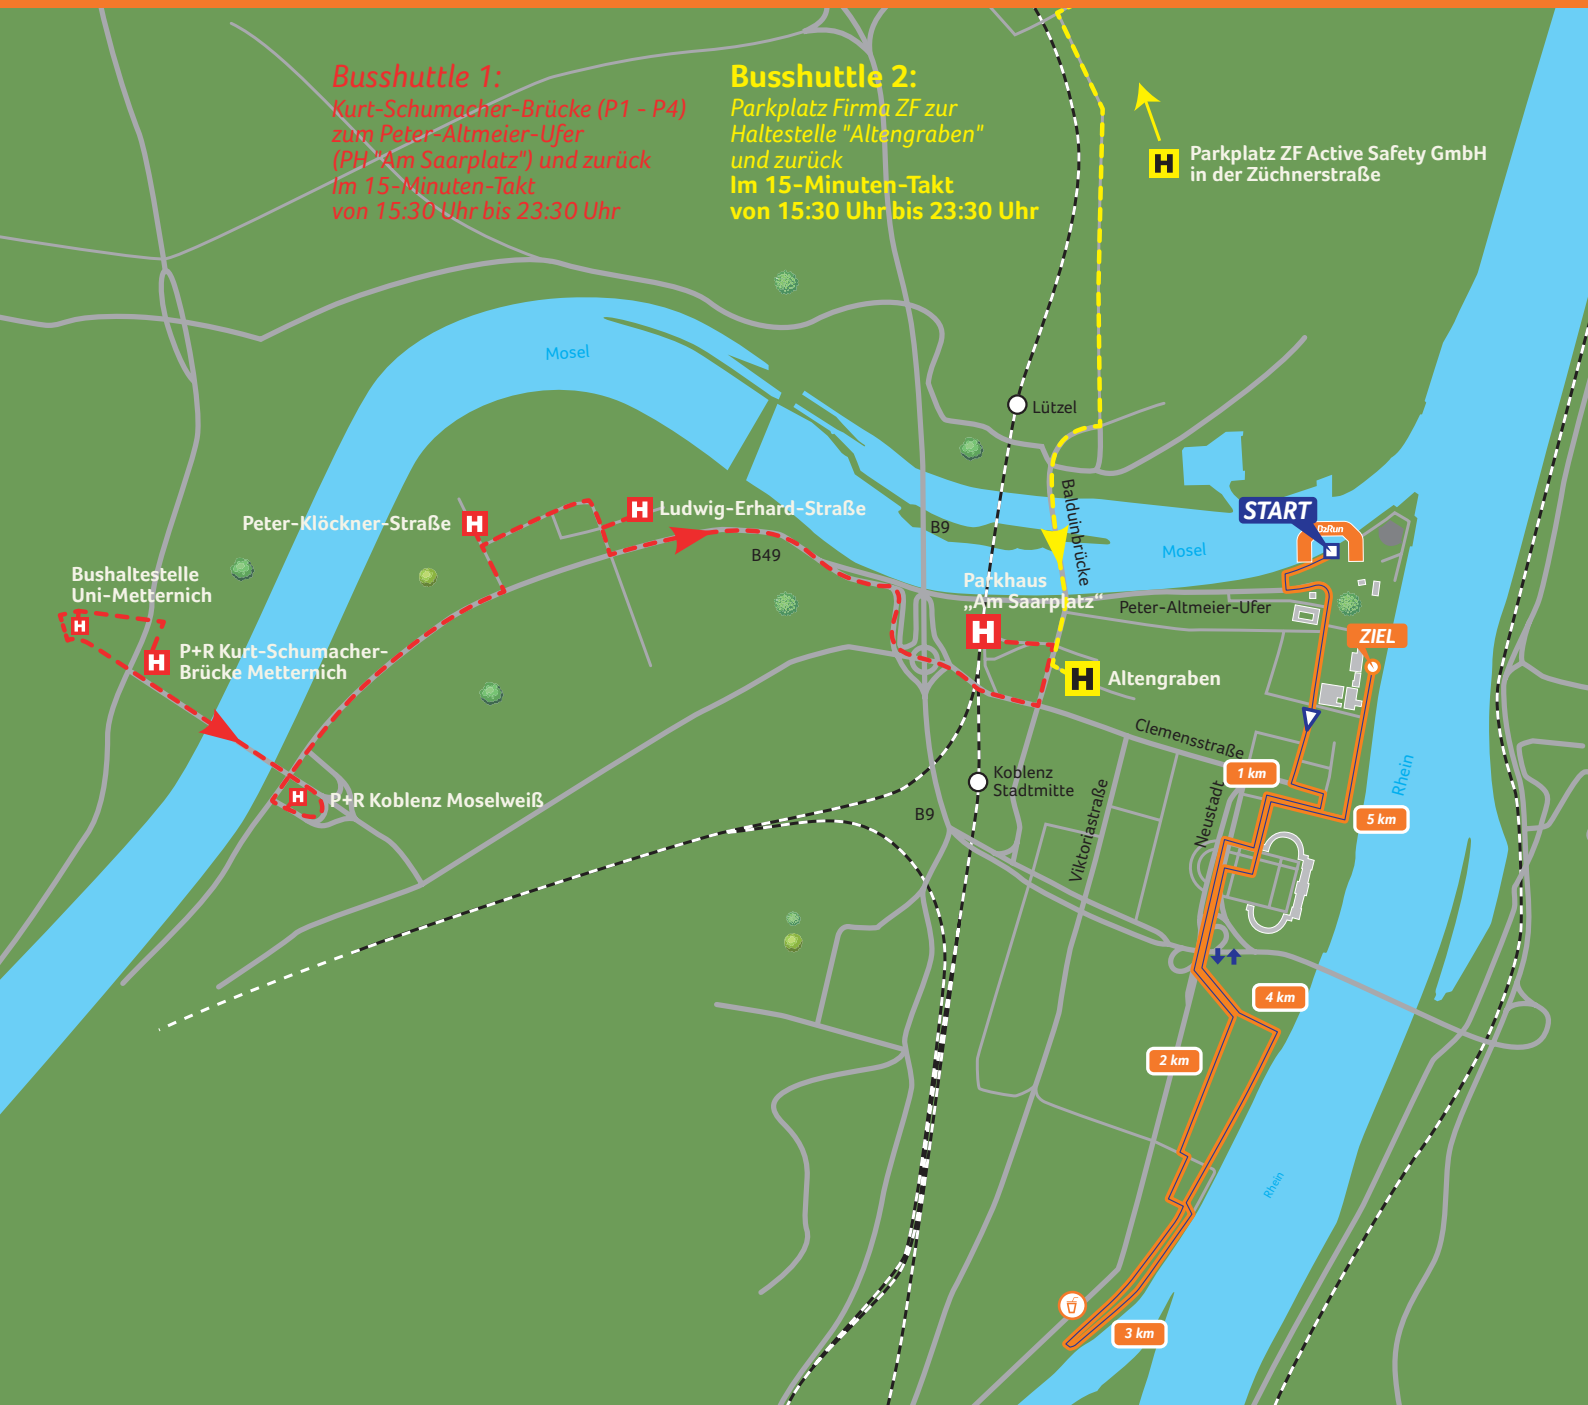 Busshuttle 1:
Kurt-Schumacher-Brücke (P1 - P4)
zum Peter-Altmeier-Ufer
(PH "Am Saarplatz") und zurück
Im 15-Minuten-Takt
von 15:30 Uhr bis 23:30 Uhr
Busshuttle 2:
Parkplatz Firma ZF zur
Haltestelle "Altengraben"
und zurück
Im 15-Minuten-Takt
von 15:30 Uhr bis 23:30 Uhr
H
Parkplatz ZF Active Safety GmbH
in der Züchnerstraße
Mosel
Lützel
Peter-Klöckner-Straße
H
H
Ludwig-Erhard-Straße
B9
B49
Balduinbrücke
Mosel
START
BzRun
Bushaltestelle
Uni-Metternich
H
H
P+R Kurt-Schumacher-
Brücke Metternich
Parkhaus
„Am Saarplatz“
H
Peter-Altmeier-Ufer
ZIEL
H
Altengraben
Clemensstraße
Rhein
H
P+R Koblenz Moselweiß
Koblenz
Stadtmitte
B9
Viktoriastraße
Neustadt
1 km
5 km
4 km
2 km
Rhein
3 km